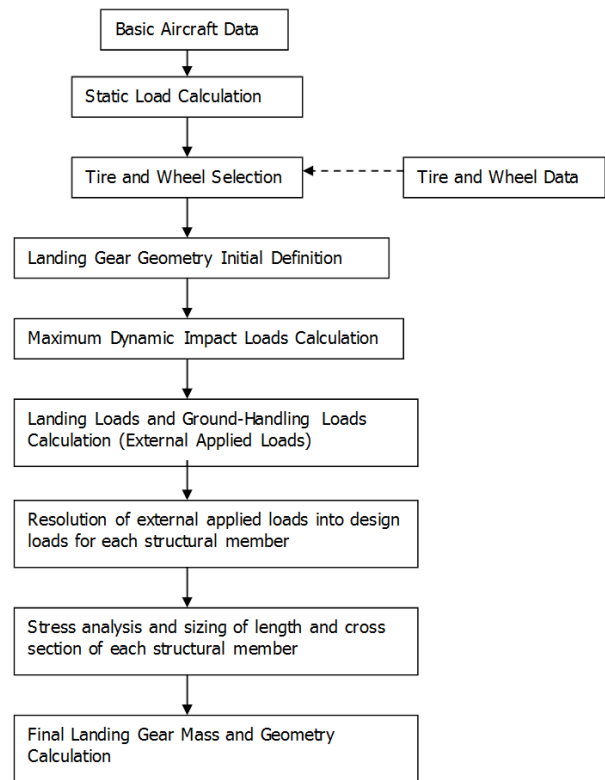 Basic Aircraft Data
Static Load Calculation
Tire and Wheel Selection
Tire and Wheel Data
Landing Gear Geometry Initial Definition
Maximum Dynamic Impact Loads Calculation
Landing Loads and Ground-Handling Loads
Calculation (External Applied Loads)
Resolution of external applied loads into design
loads for each structural member
Stress analysis and sizing of length and cross
section of each structural member
Final Landing Gear Mass and Geometry
Calculation